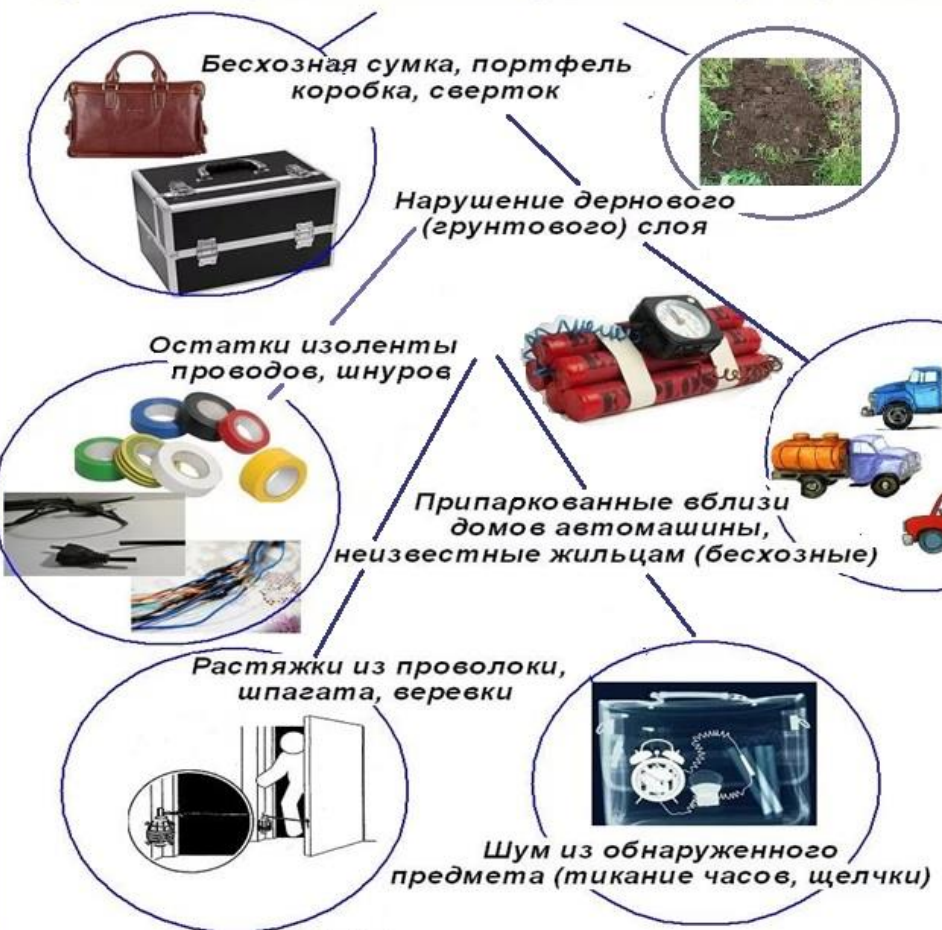 Бесхозная сумка, портфель
коробка, сверток
Нарушение дернового
(грунтового) слоя
Остатки изоленты
проводов, шнуров
Припаркованные вблизи
домов автомашины,
неизвестные жильцам (бесхозные)
Растяжки из проволоки,
шпагата, веревки
Шум из обнаруженного
предмета (тикание часов, щелчки)